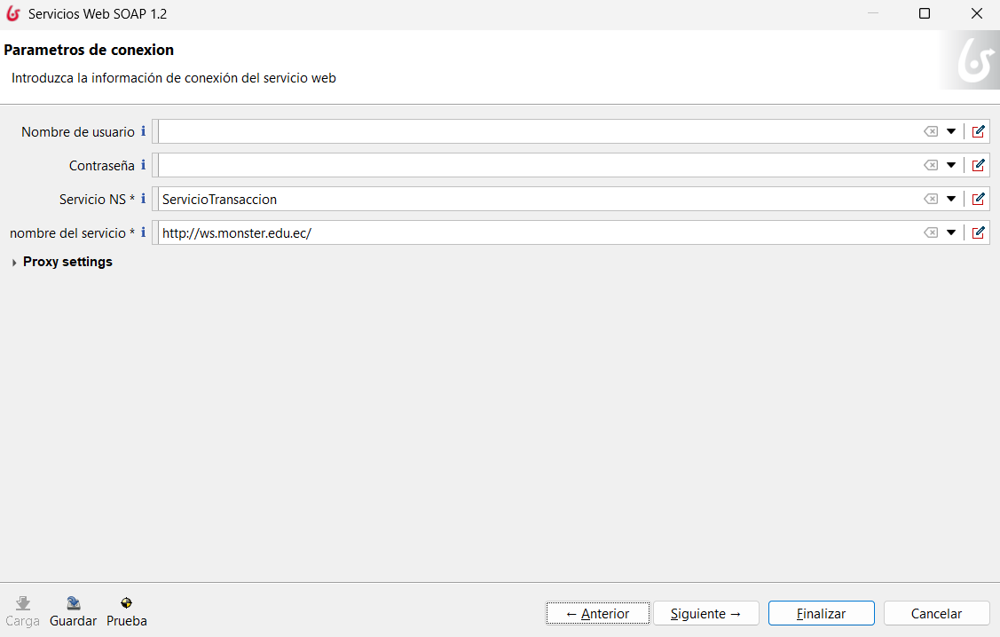 Servicios Web SOAP 1.2
Parametros de conexion
Introduzca la información de conexión del servicio web
Nombre de usuario
Contraseña
Servicio NS * ServicioTransaccion
nombre del servicio * http://ws.monster.edu.ec/
Proxy settings
Carga Guardar Prueba ← Anterior Siguiente → Finalizar Cancelar